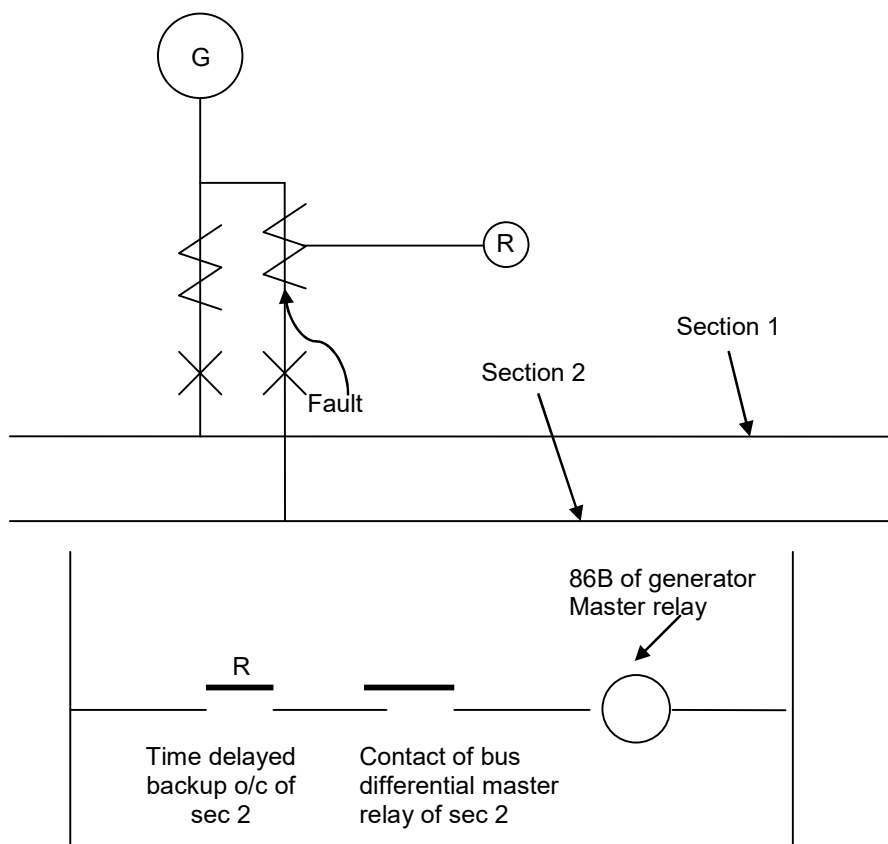 G
R
Section 1
Section 2
Fault
86B of generator
Master relay
R
Time delayed
backup o/c of
sec 2
Contact of bus
differential master
relay of sec 2